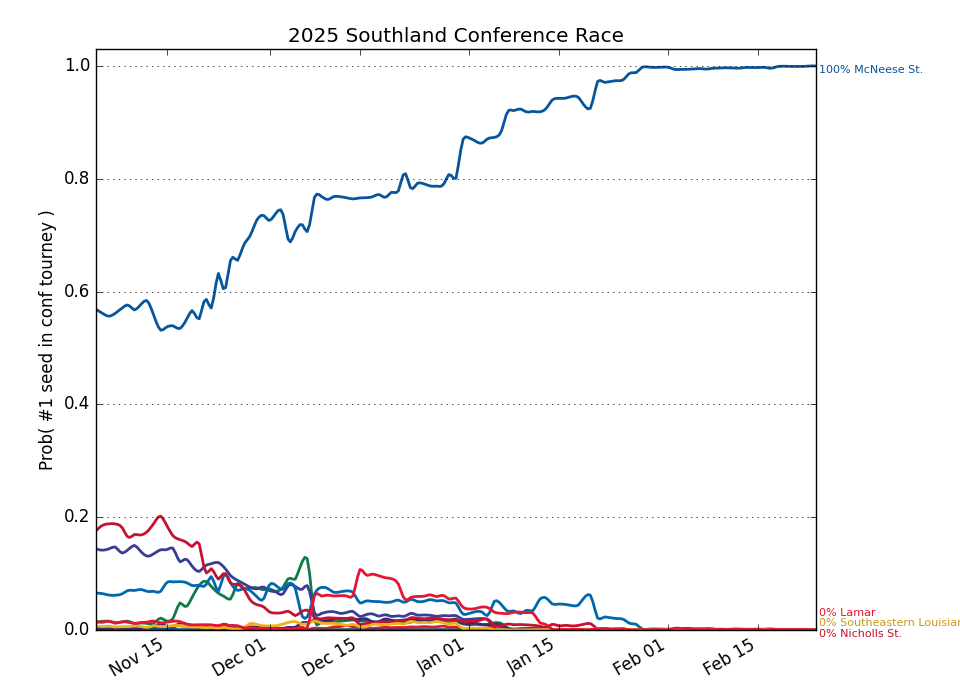 2025 Southland Conference Race
Prob( #1 seed in conf tourney )
1.0
0.8
0.6
0.4
0.2
0.0
Nov 15
Dec 01
Dec 15
Jan 01
Jan 15
Feb 01
Feb 15
100% McNeese St.
0% Lamar
0% Southeastern Louisian
0% Nicholls St.